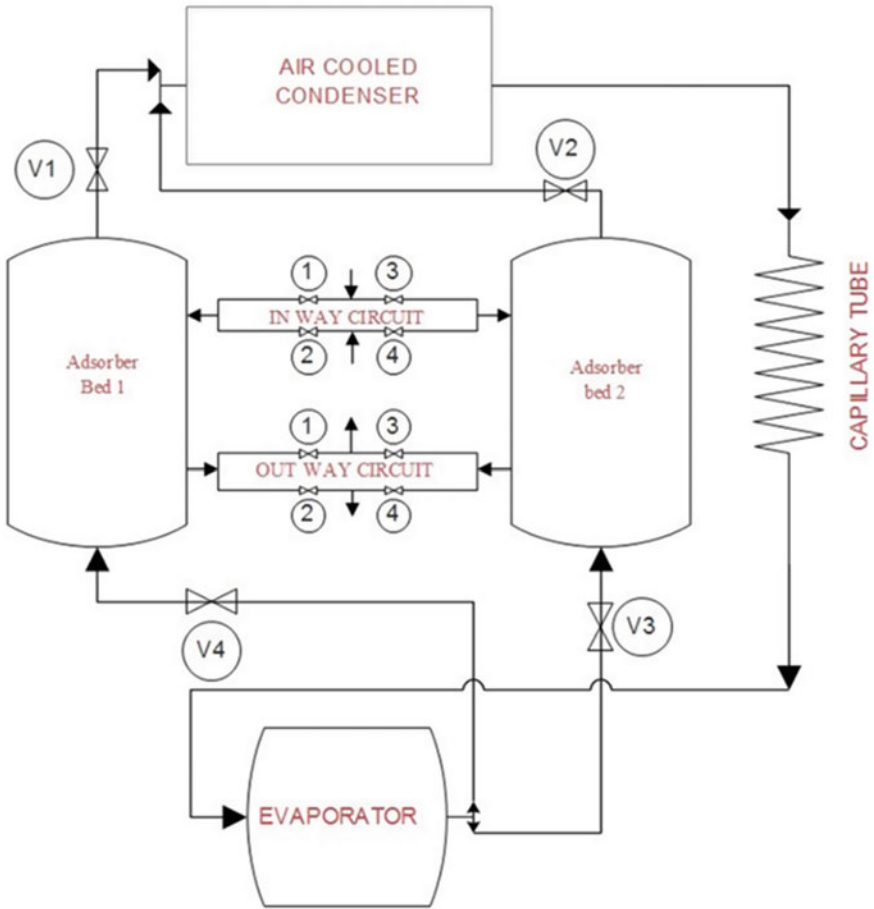 AIR COOLED
CONDENSER
V1
V2
1
3
IN WAY CIRCUIT
2
4
Adsorber
Bed 1
Adsorber
bed 2
CAPILLARY TUBE
1
3
OUT WAY CIRCUIT
2
4
V4
V3
EVAPORATOR